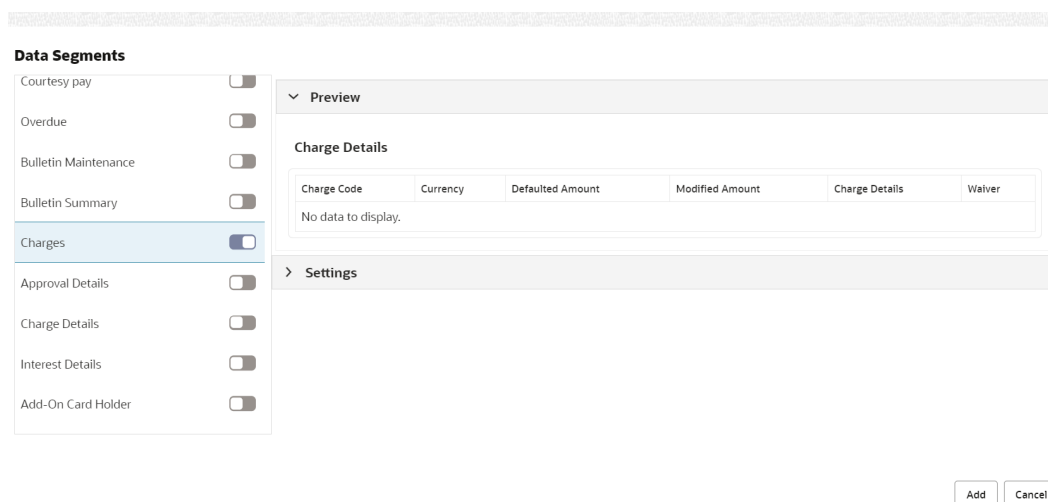 Data Segments
Courtesy pay
Overdue
Bulletin Maintenance
Bulletin Summary
Charges
Approval Details
Charge Details
Interest Details
Add-On Card Holder
Preview
Charge Details
Charge Code Currency Defaulted Amount Modified Amount Charge Details Waiver
No data to display.
Settings
Add Cancel